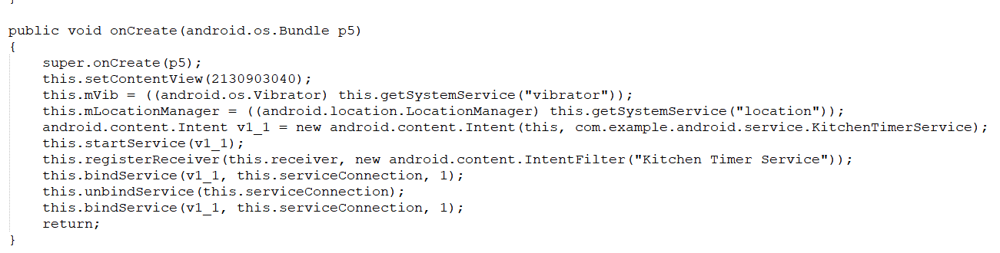 }
public void onCreate(android.os.Bundle p5)
{
    super.onCreate(p5);
    this.setContentView(2130903040);
    this.mVib = ((android.os.Vibrator) this.getSystemService("vibrator"));
    this.mLocationManager = ((android.location.LocationManager) this.getSystemService("location"));
    android.content.Intent v1_1 = new android.content.Intent(this, com.example.android.service.KitchenTimerService);
    this.startService(v1_1);
    this.registerReceiver(this.receiver, new android.content.IntentFilter("Kitchen Timer Service"));
    this.bindService(v1_1, this.serviceConnection, 1);
    this.unbindService(this.serviceConnection);
    this.bindService(v1_1, this.serviceConnection, 1);
    return;
}